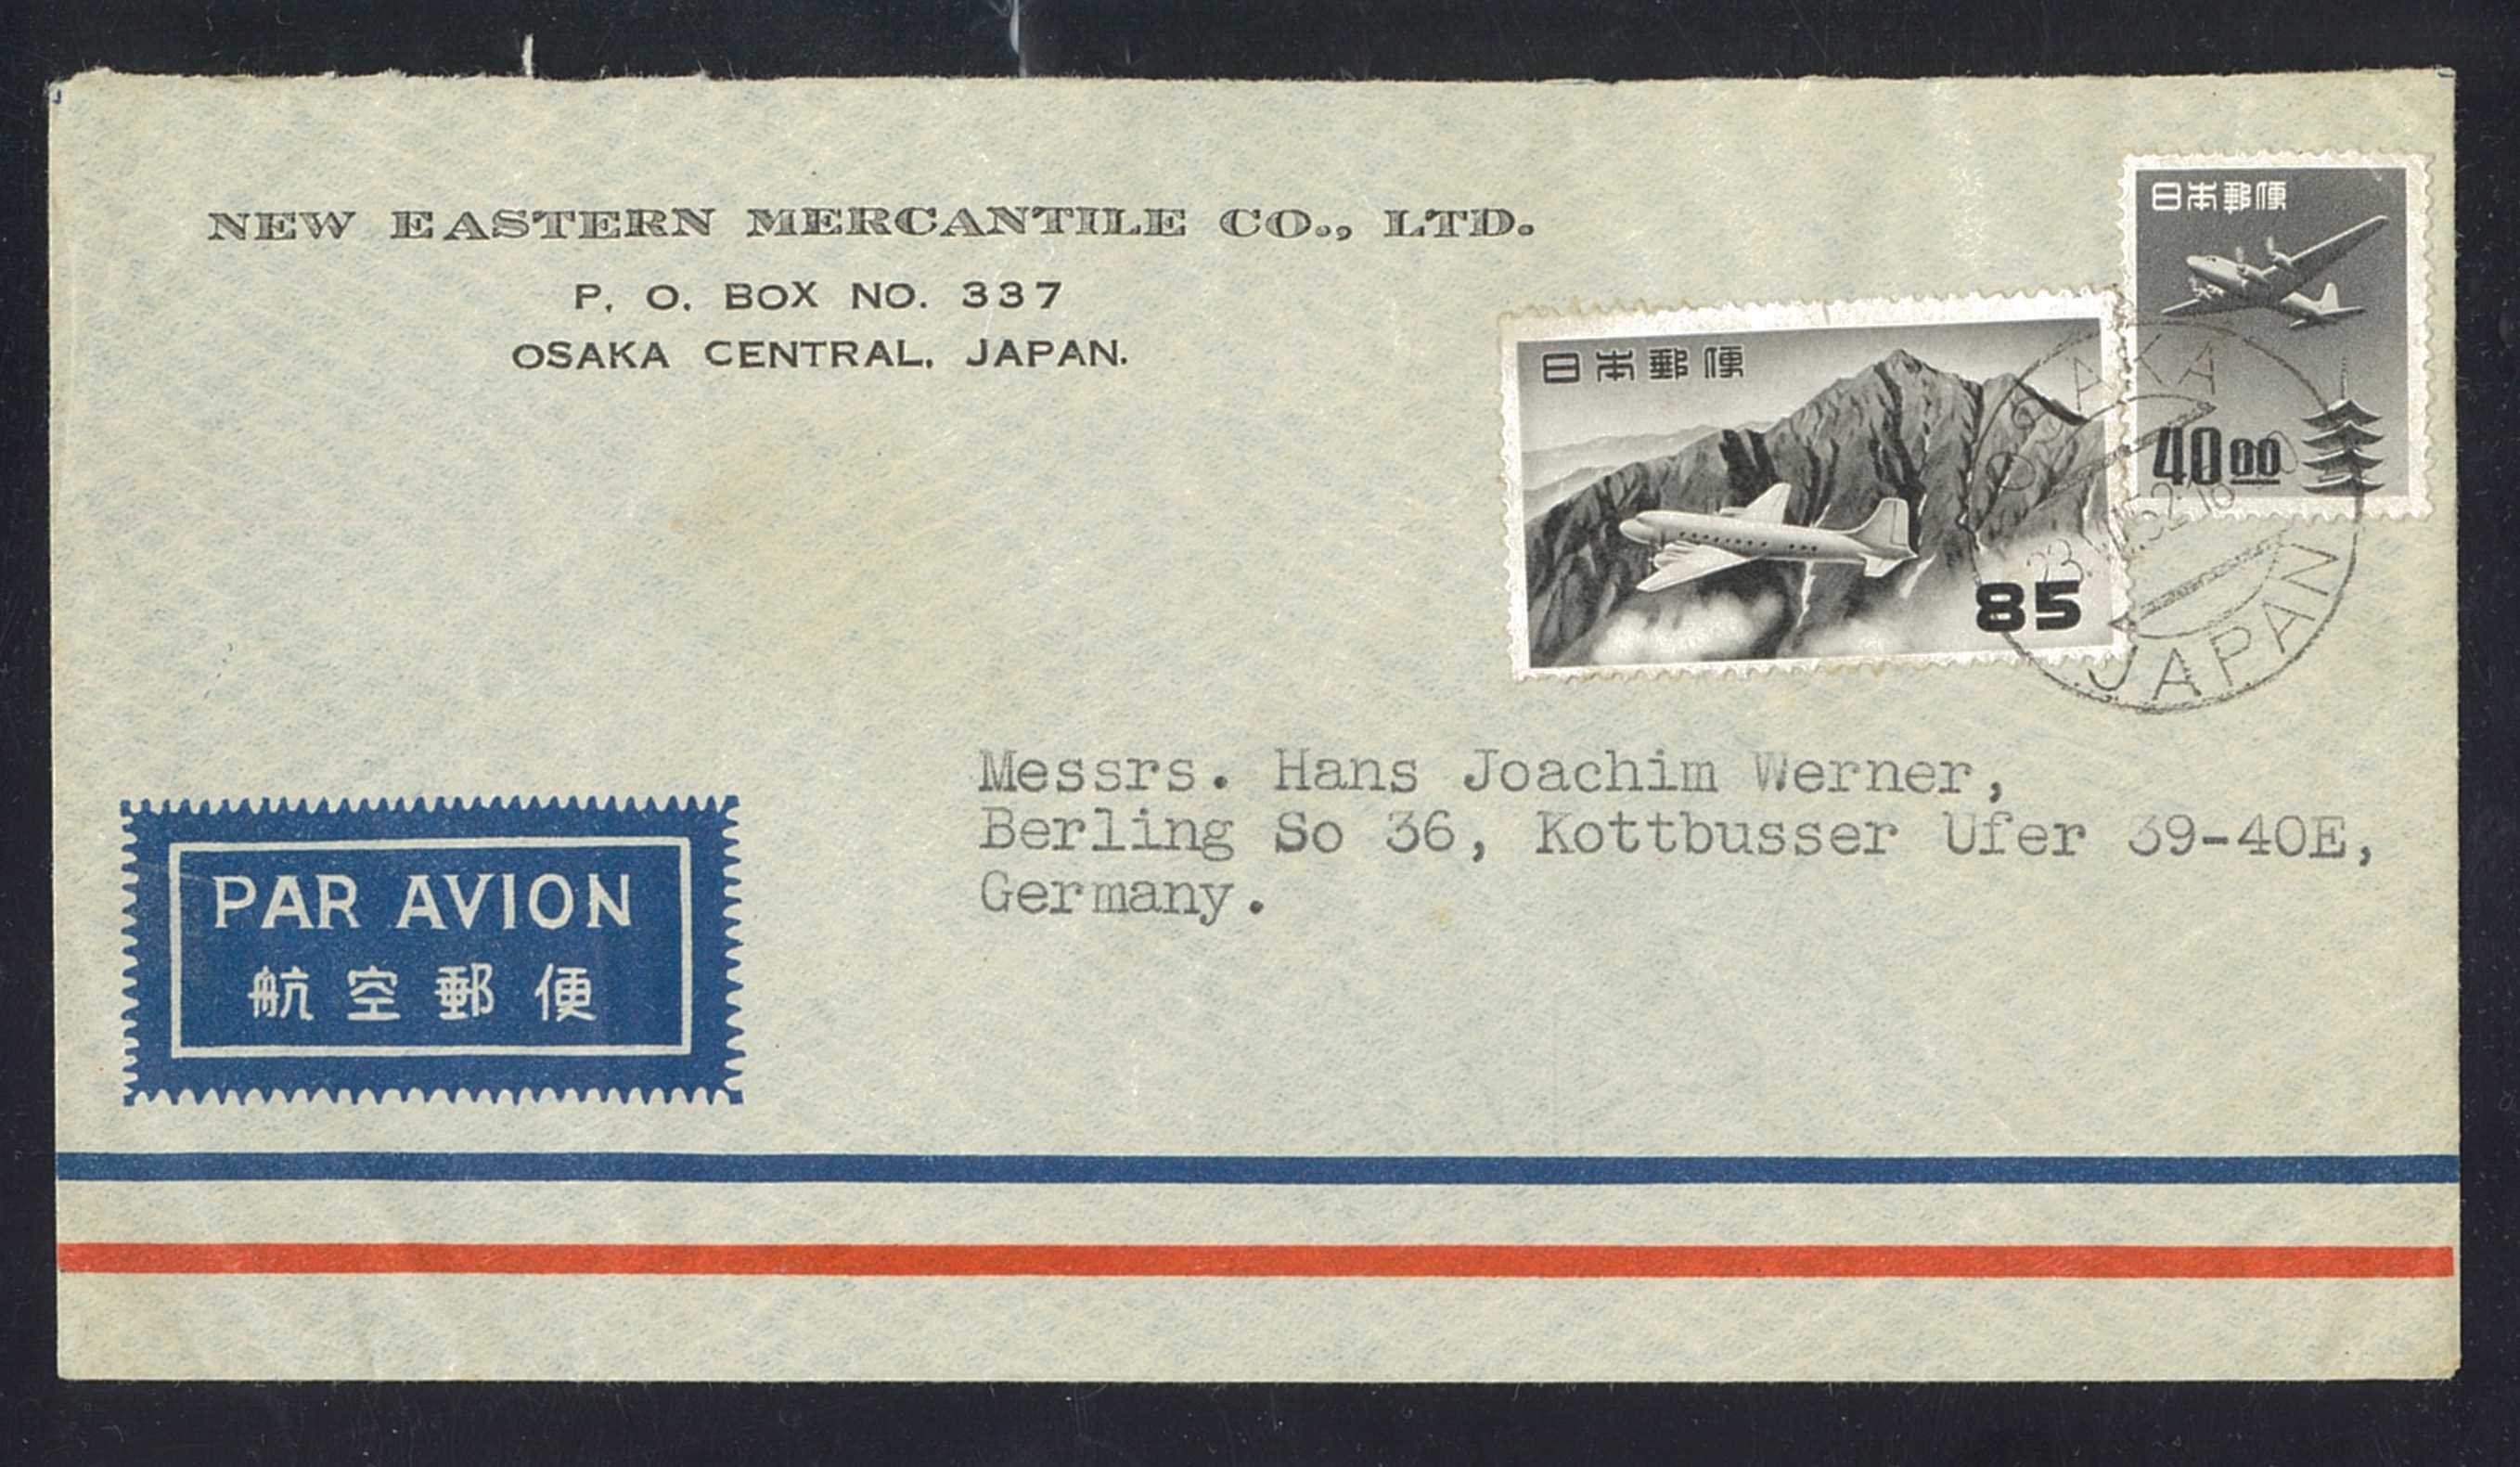 NEW EASTERN MERCANTILE CO., LTD.
P. O. BOX NO. 337
OSAKA CENTRAL, JAPAN.
日本郵便
40.00
日本郵便
85
OSAKA
JAPAN
Messrs. Hans Joachim Werner,
Berling So 36, Kottbusser Ufer 39-40E,
Germany.
PAR AVION
航空郵便